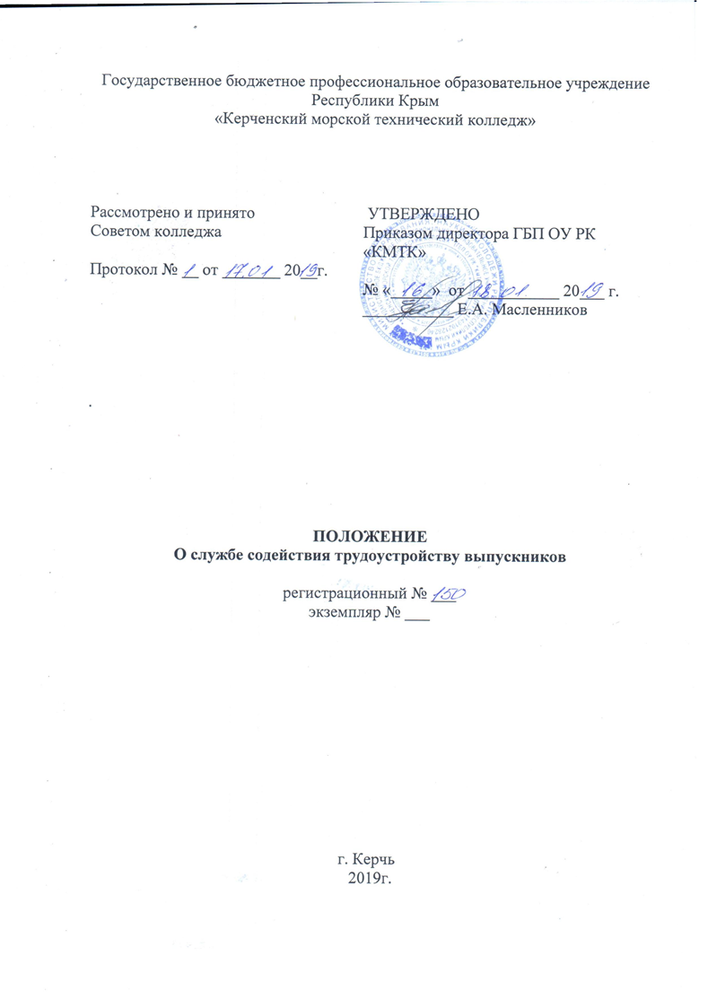 Государственное бюджетное профессиональное образовательное учреждение
Республики Крым
«Керченский морской технический колледж»
Рассмотрено и принято
Советом колледжа
Протокол № 1 от 17.01 2019г.
УТВЕРЖДЕНО
Приказом директора ГБП ОУ РК
«КМТК»
№ «16» от 18.01 2019 г.
Е.А. Масленников
ПОЛОЖЕНИЕ
О службе содействия трудоустройству выпускников
регистрационный № 150
экземпляр № ___
г. Керчь
2019г.